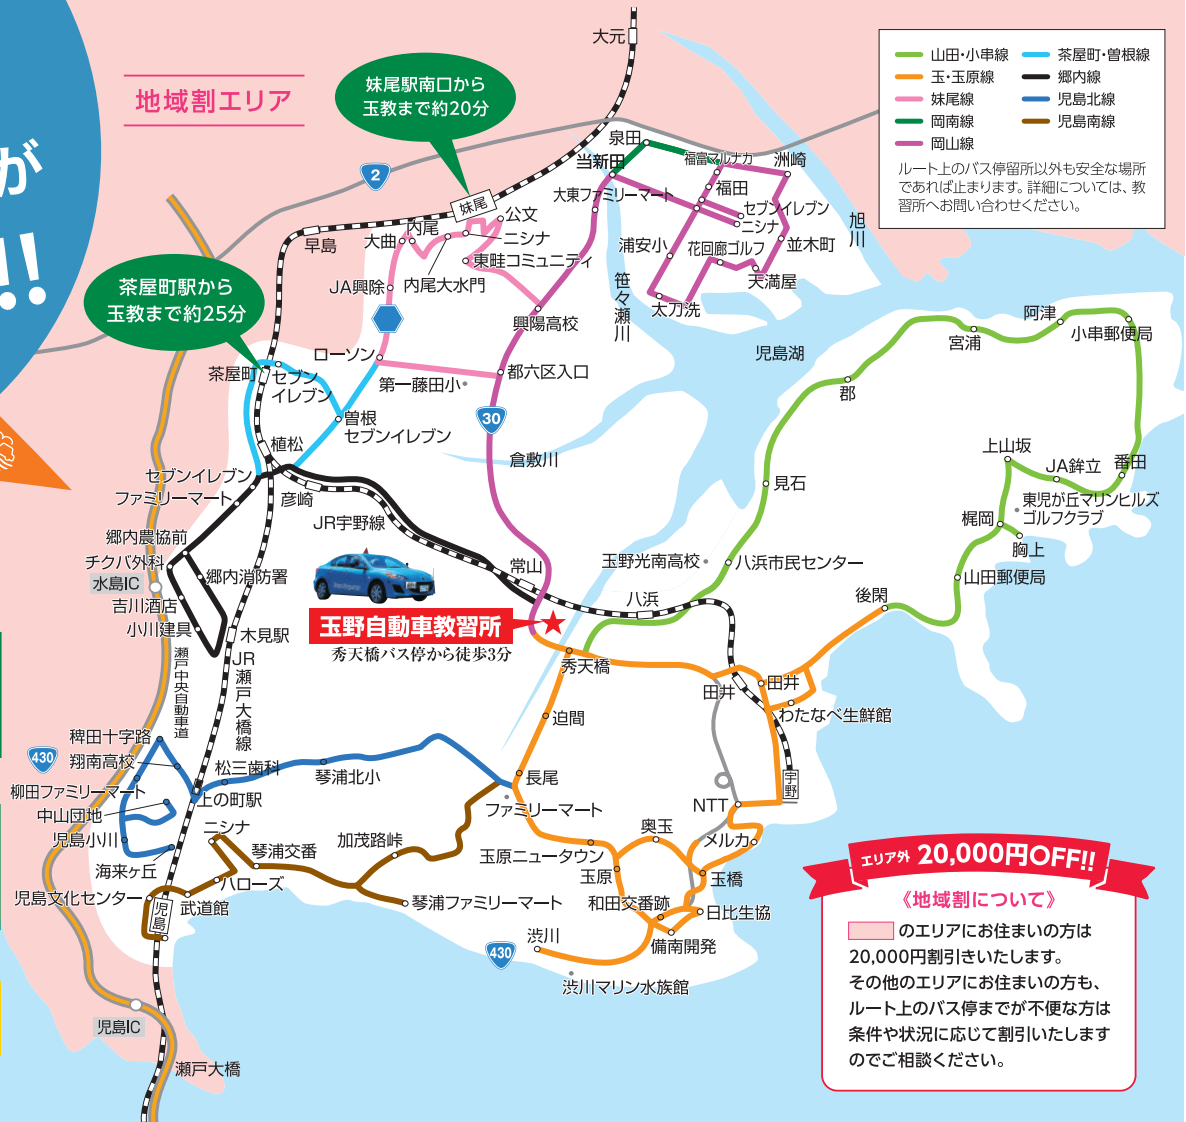 が
!!
地域割エリア
妹尾駅南口から
玉教まで約20分
茶屋町駅から
玉教まで約25分
山田・小串線
玉・玉原線
妹尾線
岡南線
岡山線
茶屋町・曽根線
郷内線
児島北線
児島南線
ルート上のバス停留所以外も安全な場所
であれば止まります。詳細については、教
習所へお問い合わせください。
大元
泉田
当新田
福富マルナカ
洲崎
2
大東ファミリーマート
福田
セブンイレブン
ニシナ
旭川
妹尾
公文
早島
大曲
内尾
ニシナ
浦安小
花回廊ゴルフ
並木町
東畦コミュニティ
JA興除
内尾大水門
笹々瀬川
天満屋
太刀洗
興陽高校
阿津
小串郵便局
宮浦
ローソン
児島湖
茶屋町
セブン
イレブン
第一藤田小
都六区入口
郡
30
曽根
セブンイレブン
植松
倉敷川
上山坂
JA鉾立
番田
セブンイレブン
ファミリーマート
彦崎
見石
東児が丘マリンヒルズ
ゴルフクラブ
JR宇野線
梶岡
胸上
郷内農協前
チクバ外科
水島IC
郷内消防署
常山
玉野光南高校
八浜市民センター
山田郵便局
吉川酒店
八浜
後閑
小川建具
木見駅
玉野自動車教習所
秀天橋バス停から徒歩3分
秀天橋
瀬戸中央自動車道
JR瀬戸大橋線
田井
田井
わたなべ生鮮館
迫間
稗田十字路
430
翔南高校
松三歯科
琴浦北小
長尾
宇野
柳田ファミリーマート
上の町駅
中山団地
ファミリーマート
NTT
ニシナ
児島小川
加茂路峠
奥玉
メルカ
琴浦交番
玉原ニュータウン
海来ヶ丘
ハローズ
玉原
玉橋
児島文化センター
児島
武道館
琴浦ファミリーマート
和田交番跡
日比生協
渋川
備南開発
430
渋川マリン水族館
児島IC
瀬戸大橋
エリア外 20,000円OFF!!
《地域割について》
のエリアにお住まいの方は
20,000円割引きいたします。
その他のエリアにお住まいの方も、
ルート上のバス停までが不便な方は
条件や状況に応じて割引いたします
のでご相談ください。